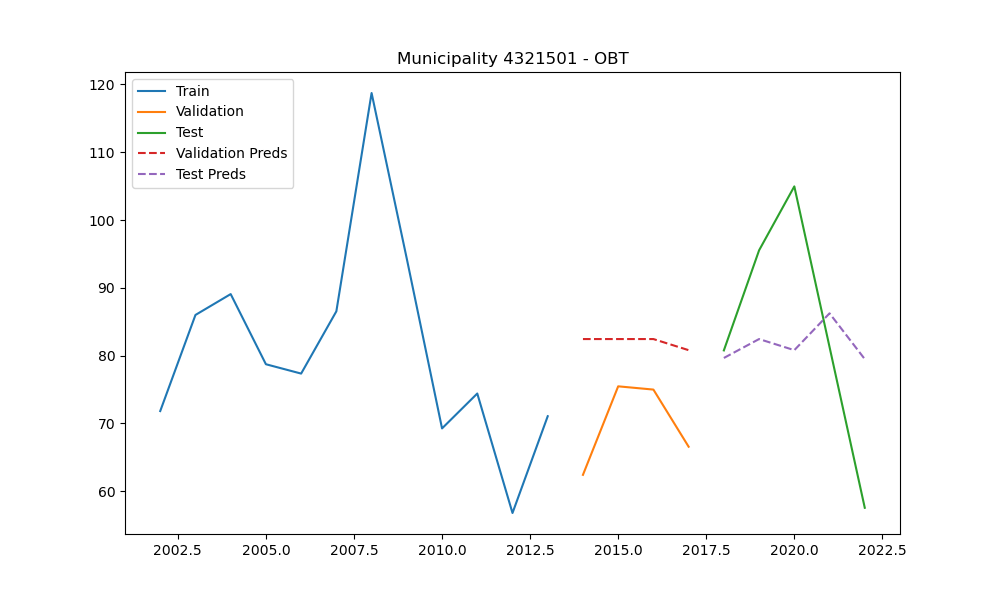 Municipality 4321501 - OBT
Train
Validation
Test
Validation Preds
Test Preds
120
110
100
90
80
70
60
2002.5 2005.0 2007.5 2010.0 2012.5 2015.0 2017.5 2020.0 2022.5